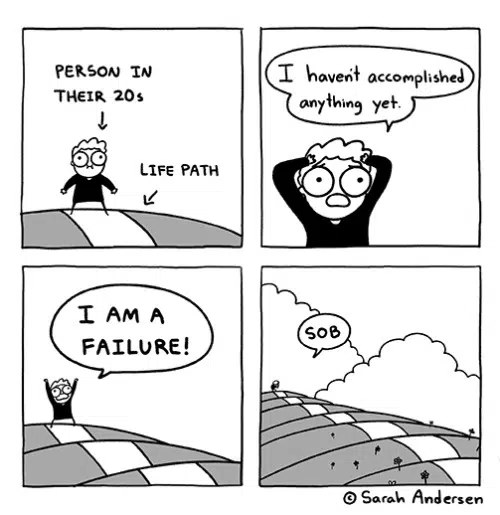 PERSON IN
THEIR 20s
LIFE PATH
I haven't accomplished
anything yet.
I AM A
FAILURE!
SOB
© Sarah Andersen